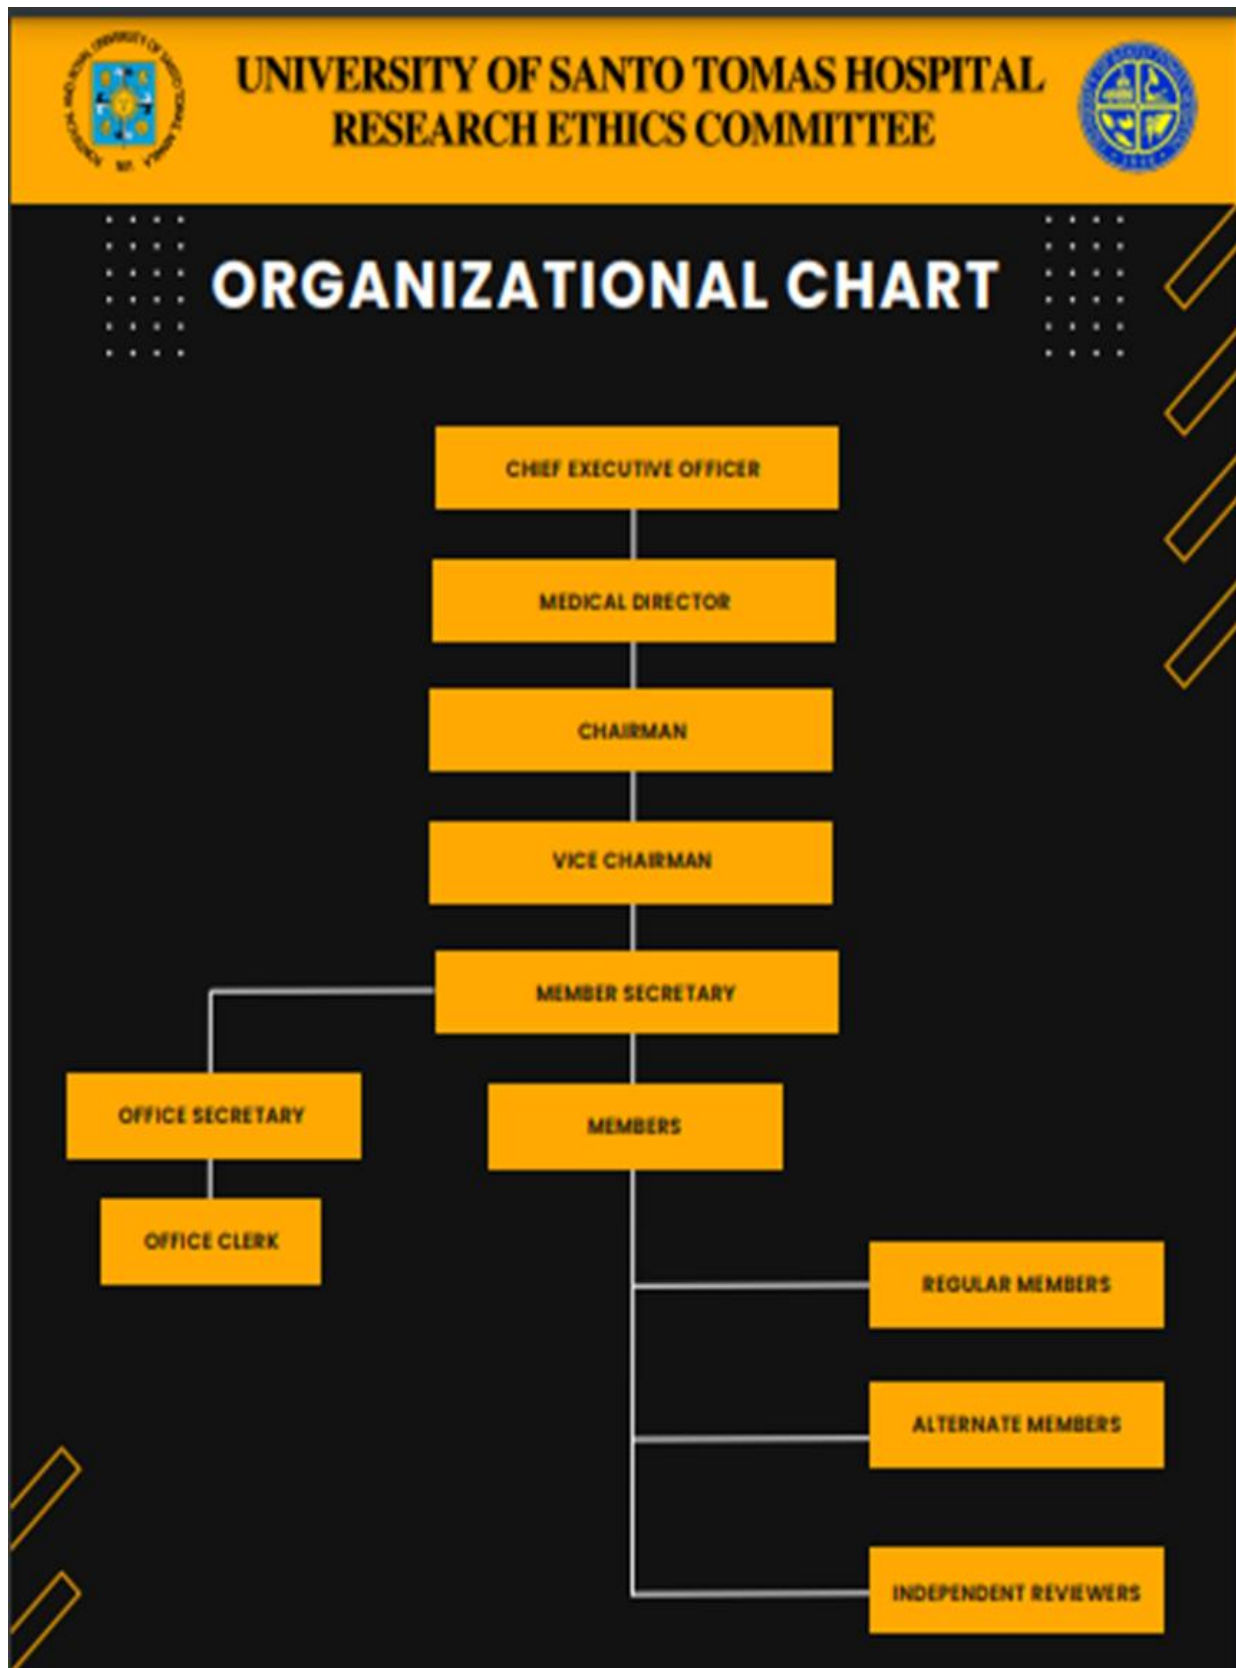 UNIVERSITY OF SANTO TOMAS HOSPITAL
RESEARCH ETHICS COMMITTEE
ORGANIZATIONAL CHART
CHIEF EXECUTIVE OFFICER
MEDICAL DIRECTOR
CHAIRMAN
VICE CHAIRMAN
MEMBER SECRETARY
OFFICE SECRETARY
MEMBERS
OFFICE CLERK
REGULAR MEMBERS
ALTERNATE MEMBERS
INDEPENDENT REVIEWERS